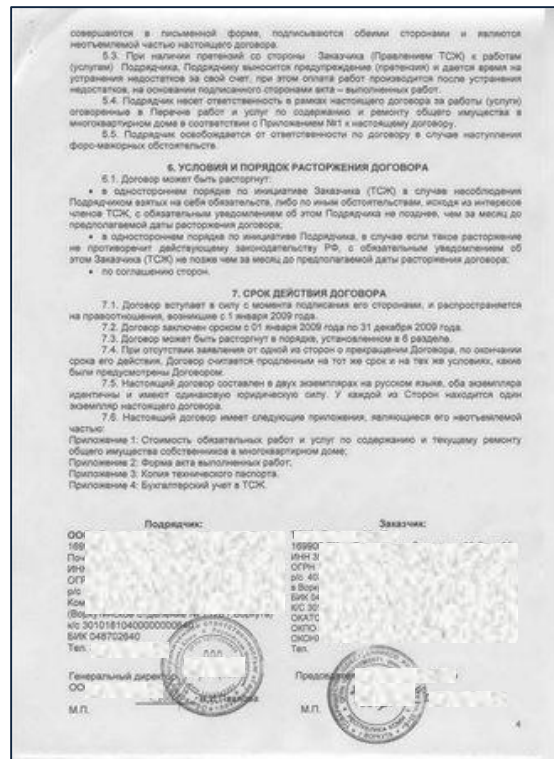 совершаются в письменной форме, подписываются обеими сторонами и являются
неотъемлемой частью настоящего договора.
5.3. При наличии претензий со стороны Заказчика (Правлением ТСЖ) к работам
(услугам) Подрядчика, Подрядчику выносится предупреждение (претензия) и дается время на
устранения недостатков за свой счет, при этом оплата работ производится после устранения
недостатков, на основании подписанного сторонами акта – выполненных работ.
5.4. Подрядчик несет ответственность в рамках настоящего договора за работы (услуги)
оговоренные в Перечне работ и услуг по содержанию и ремонту общего имущества в
многоквартирном доме в соответствии с Приложением №1 к настоящему договору.
5.5. Подрядчик освобождается от ответственности по договору в случае наступления
форс-мажорных обстоятельств.
6. УСЛОВИЯ И ПОРЯДОК РАСТОРЖЕНИЯ ДОГОВОРА
6.1. Договор может быть расторгнут:
• в одностороннем порядке по инициативе Заказчика (ТСЖ) в случае несоблюдения
Подрядчиком взятых на себя обязательств, либо по иным обстоятельствам, исходя из интересов
членов ТСЖ, с обязательным уведомлением об этом Подрядчика не позднее, чем за месяц до
предполагаемой даты расторжения договора;
• в одностороннем порядке по инициативе Подрядчика, в случае если такое расторжение
не противоречит действующему законодательству РФ, с обязательным уведомлением об
этом Заказчика (ТСЖ) не позже чем за месяц до предполагаемой даты расторжения договора;
• по соглашению сторон.
7. СРОК ДЕЙСТВИЯ ДОГОВОРА
7.1. Договор вступает в силу с момента подписания его сторонами, и распространяется
на правоотношения, возникшие с 1 января 2009 года.
7.2. Договор заключен сроком с 01 января 2009 года по 31 декабря 2009 года.
7.3. Договор может быть расторгнут в порядке, установленном в 6 разделе.
7.4. При отсутствии заявления от одной из сторон о прекращении Договора, по окончании
срока его действия, Договор считается продленным на тот же срок и на тех же условиях, какие
были предусмотрены Договором.
7.5. Настоящий договор составлен в двух экземплярах на русском языке, оба экземпляра
идентичны и имеют одинаковую юридическую силу. У каждой из Сторон находится один
экземпляр настоящего договора.
7.6. Настоящий договор имеет следующие приложения, являющиеся его неотъемлемой
частью:
Приложение 1: Стоимость обязательных работ и услуг по содержанию и текущему ремонту
общего имущества собственников в многоквартирном доме;
Приложение 2: Форма акта выполненных работ;
Приложение 3: Копия технического паспорта.
Приложение 4: Бухгалтерский учет в ТСЖ.
Подрядчик:
ООО
БИК 048702640
Тел.
Генеральный директор
ООО
М.П.
Заказчик:
ИНН
ОГРН
р/с 40
БИК 04
К/С 301
ОКАТО
ОКПО
ОКОНХ
Тел.
М.П.
4